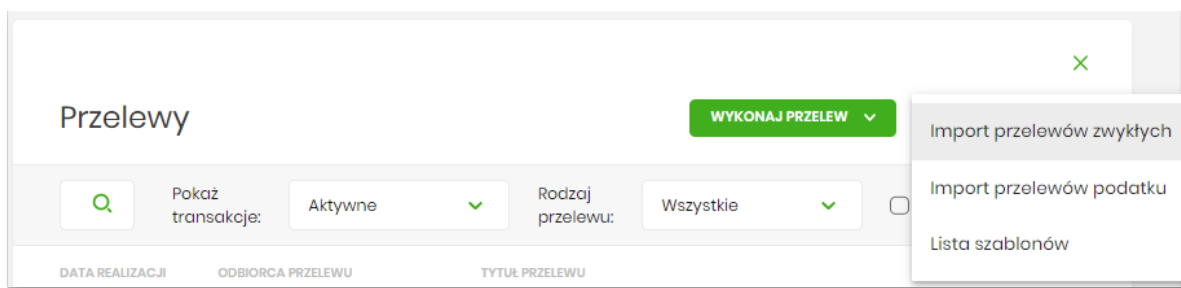 Przelewy
WYKONAJ PRZELEW
Import przelewów zwykłych
Import przelewów podatku
Lista szablonów
Pokaż
transakcje:
Aktywne
Rodzaj
przelewu:
Wszystkie
DATA REALIZACJI ODBIORCA PRZELEWU TYTUŁ PRZELEWU